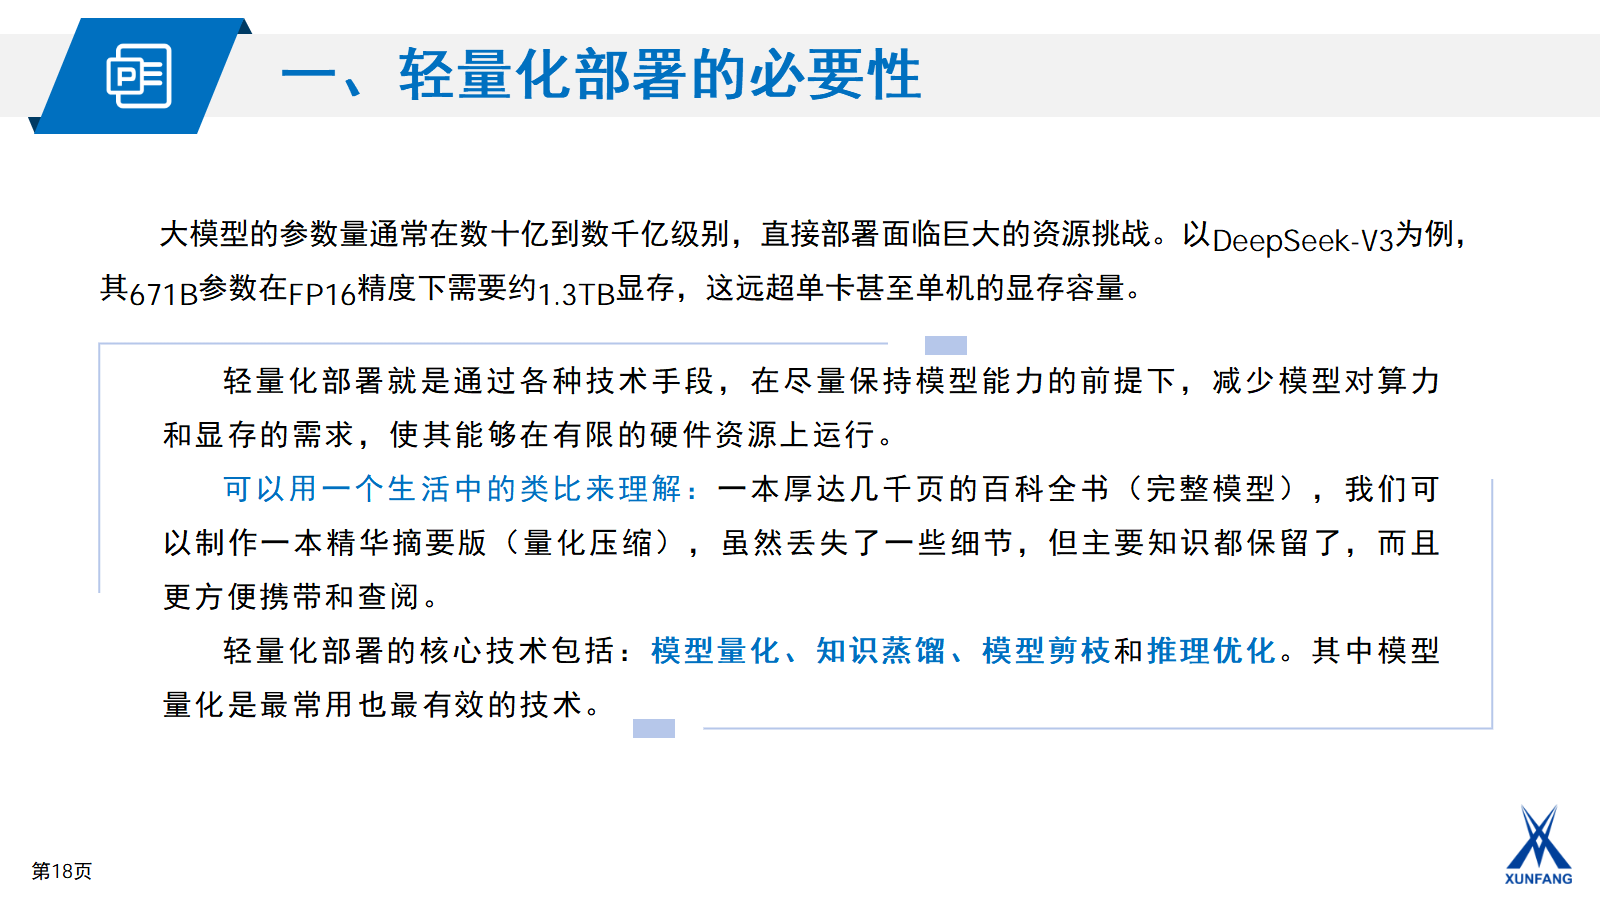 一、轻量化部署的必要性
大模型的参数量通常在数十亿到数千亿级别，直接部署面临巨大的资源挑战。以DeepSeek-V3为例，
其671B参数在FP16精度下需要约1.3TB显存，这远超单卡甚至单机的显存容量。
轻量化部署就是通过各种技术手段，在尽量保持模型能力的前提下，减少模型对算力
和显存的需求，使其能够在有限的硬件资源上运行。
可以用一个生活中的类比来理解：一本厚达几千页的百科全书（完整模型），我们可
以制作一本精华摘要版（量化压缩），虽然丢失了一些细节，但主要知识都保留了，而且
更方便携带和查阅。
轻量化部署的核心技术包括：模型量化、知识蒸馏、模型剪枝和推理优化。其中模型
量化是最常用也最有效的技术。
第18页
XUNFANG